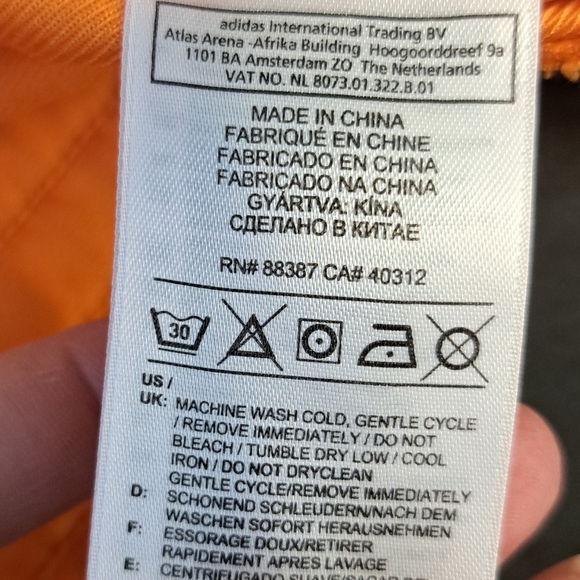 adidas International Trading BV
Atlas Arena -Afrika Building Hoogoorddreef 9a
1101 BA Amsterdam ZO The Netherlands
VAT NO. NL 8073.01.322.B.01
MADE IN CHINA
FABRIQUÉ EN CHINE
FABRICADO EN CHINA
FABRICADO NA CHINA
GYÁRTVA: KÍNA
СДЕЛАНО В КИТАЕ
RN# 88387 CA# 40312
30
US /
UK: MACHINE WASH COLD, GENTLE CYCLE
/ REMOVE IMMEDIATELY / DO NOT
BLEACH / TUMBLE DRY LOW / COOL
IRON / DO NOT DRYCLEAN
D: GENTLE CYCLE/REMOVE IMMEDIATELY
SCHONEND SCHLEUDERN/NACH DEM
WASCHEN SOFORT HERAUSNEHMEN
F: ESSORAGE DOUX/RETIRER
RAPIDEMENT APRES LAVAGE
E: CENTRIFUGADO